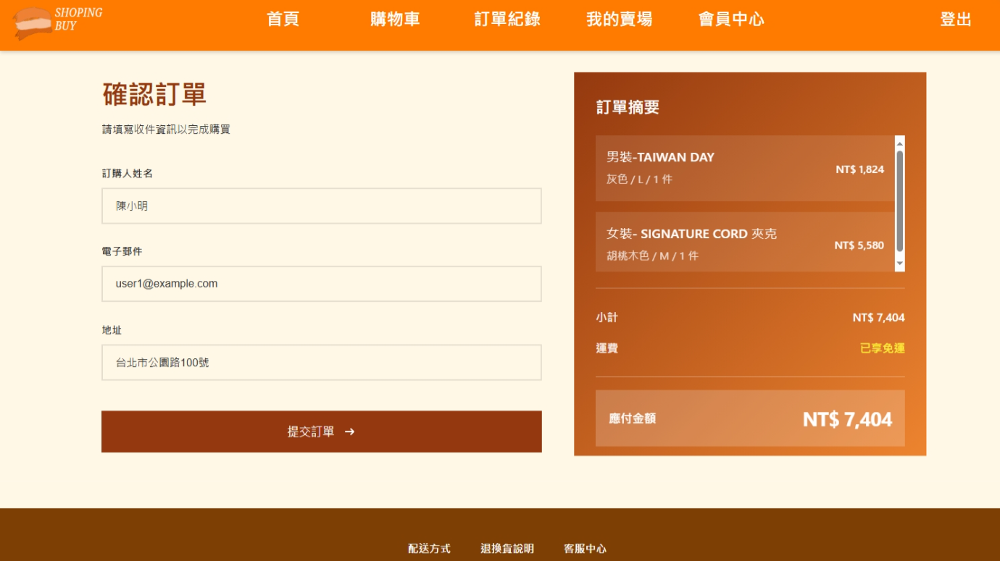 SHOPING
BUY
首頁
購物車
訂單紀錄
我的賣場
會員中心
登出
確認訂單
請填寫收件資訊以完成購買
訂購人姓名
陳小明
電子郵件
user1@example.com
地址
台北市公園路100號
提交訂單 →
訂單摘要
男裝-TAIWAN DAY
灰色 / L / 1 件
NT$ 1,824
女裝- SIGNATURE CORD 夾克
胡桃木色 / M / 1 件
NT$ 5,580
小計
NT$ 7,404
運費
已享免運
應付金額
NT$ 7,404
配送方式
退換貨說明
客服中心